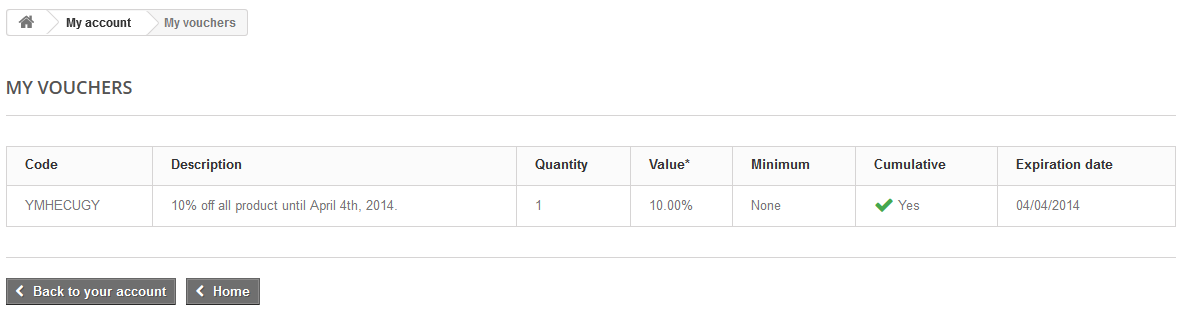 My account My vouchers
MY VOUCHERS
Code Description Quantity Value* Minimum Cumulative Expiration date
YMHECUGY 10% off all product until April 4th, 2014. 1 10.00% None Yes 04/04/2014
Back to your account Home